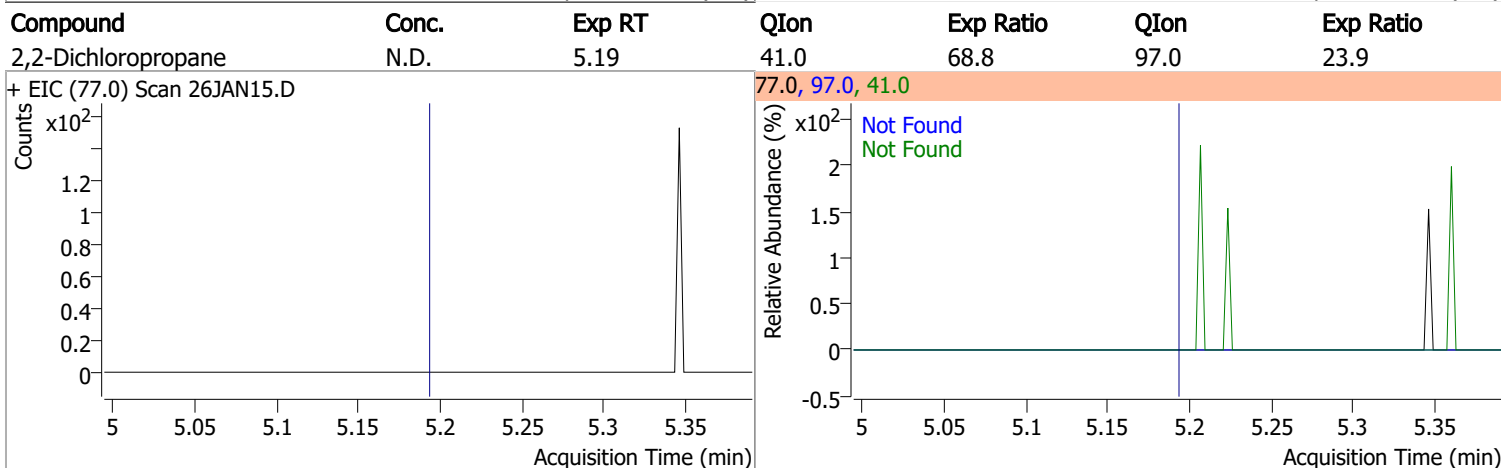 Compound Conc. Exp RT QIon Exp Ratio QIon Exp Ratio
2,2-Dichloropropane N.D. 5.19 41.0 68.8 97.0 23.9
+ EIC (77.0) Scan 26JAN15.D
Counts
x10²
1.2
1
0.8
0.6
0.4
0.2
0
5 5.05 5.1 5.15 5.2 5.25 5.3 5.35
Acquisition Time (min)
77.0, 97.0, 41.0
Relative Abundance (%)
x10²
Not Found
Not Found
2
1.5
1
0.5
0
-0.5
5 5.05 5.1 5.15 5.2 5.25 5.3 5.35
Acquisition Time (min)